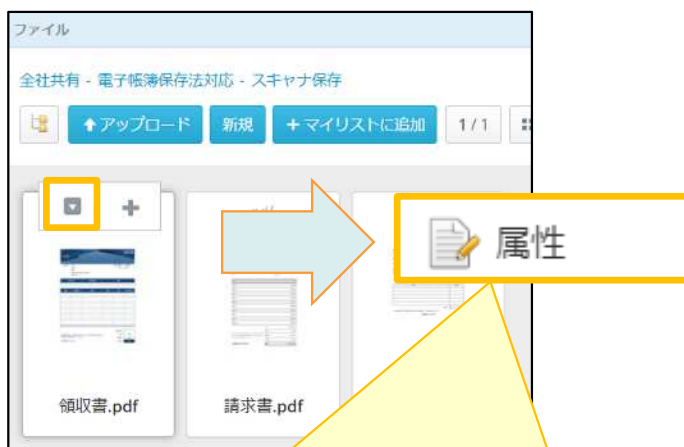 ファイル
全社共有 - 電子帳簿保存法対応 - スキャナ保存
アップロード 新規 +マイリストに追加 1/1
属性
領収書.pdf 請求書.pdf